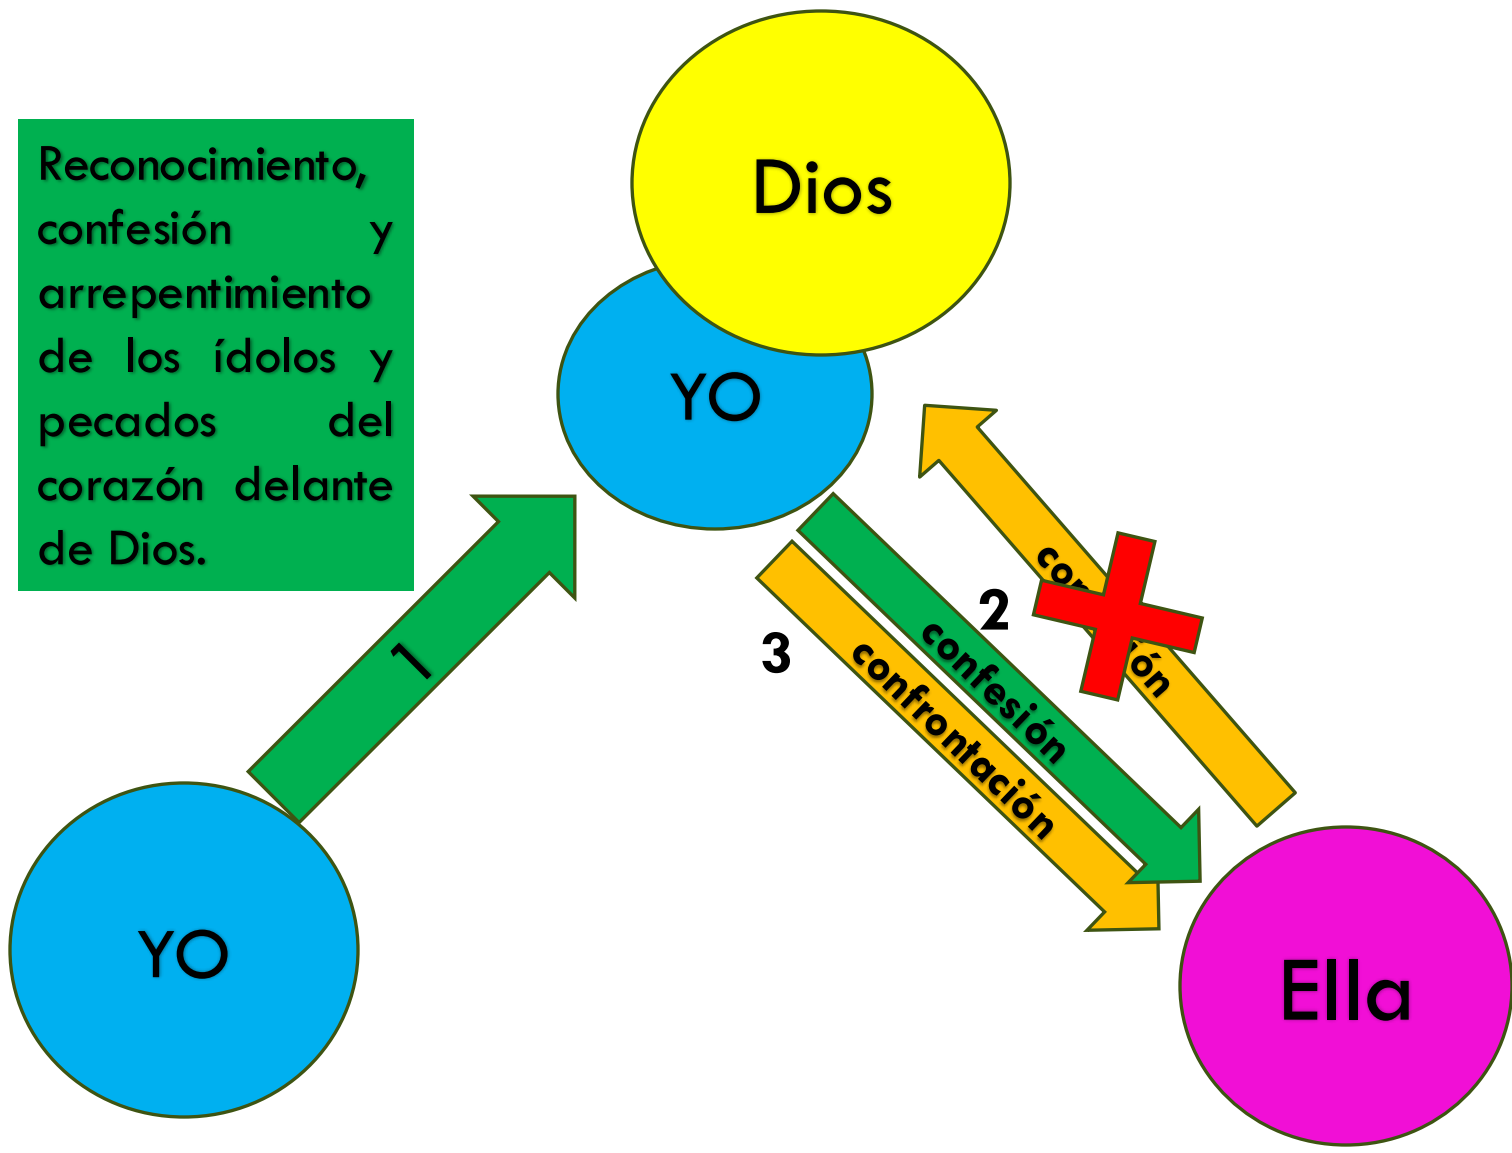 Dios
Reconocimiento,
confesión y
arrepentimiento
de los ídolos y
pecados del
corazón delante
de Dios.
YO
1
2
confesión
3
confrontación
YO
Ella